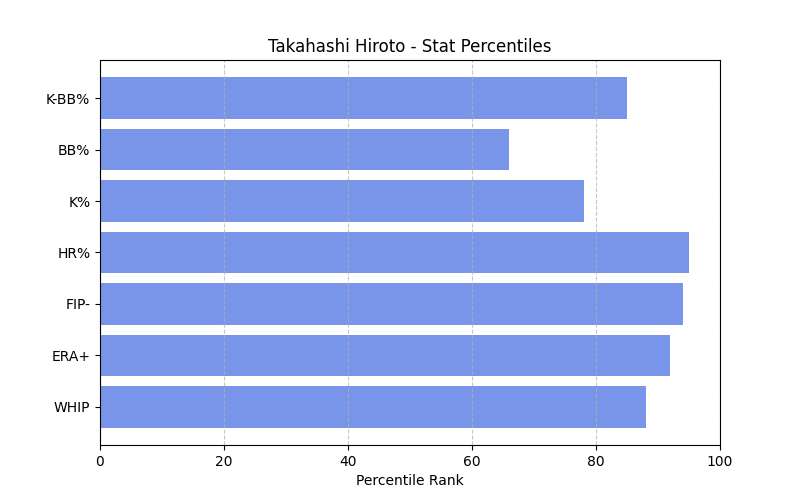 Takahashi Hiroto - Stat Percentiles
K-BB%
BB%
K%
HR%
FIP-
ERA+
WHIP
0 20 40 60 80 100
Percentile Rank